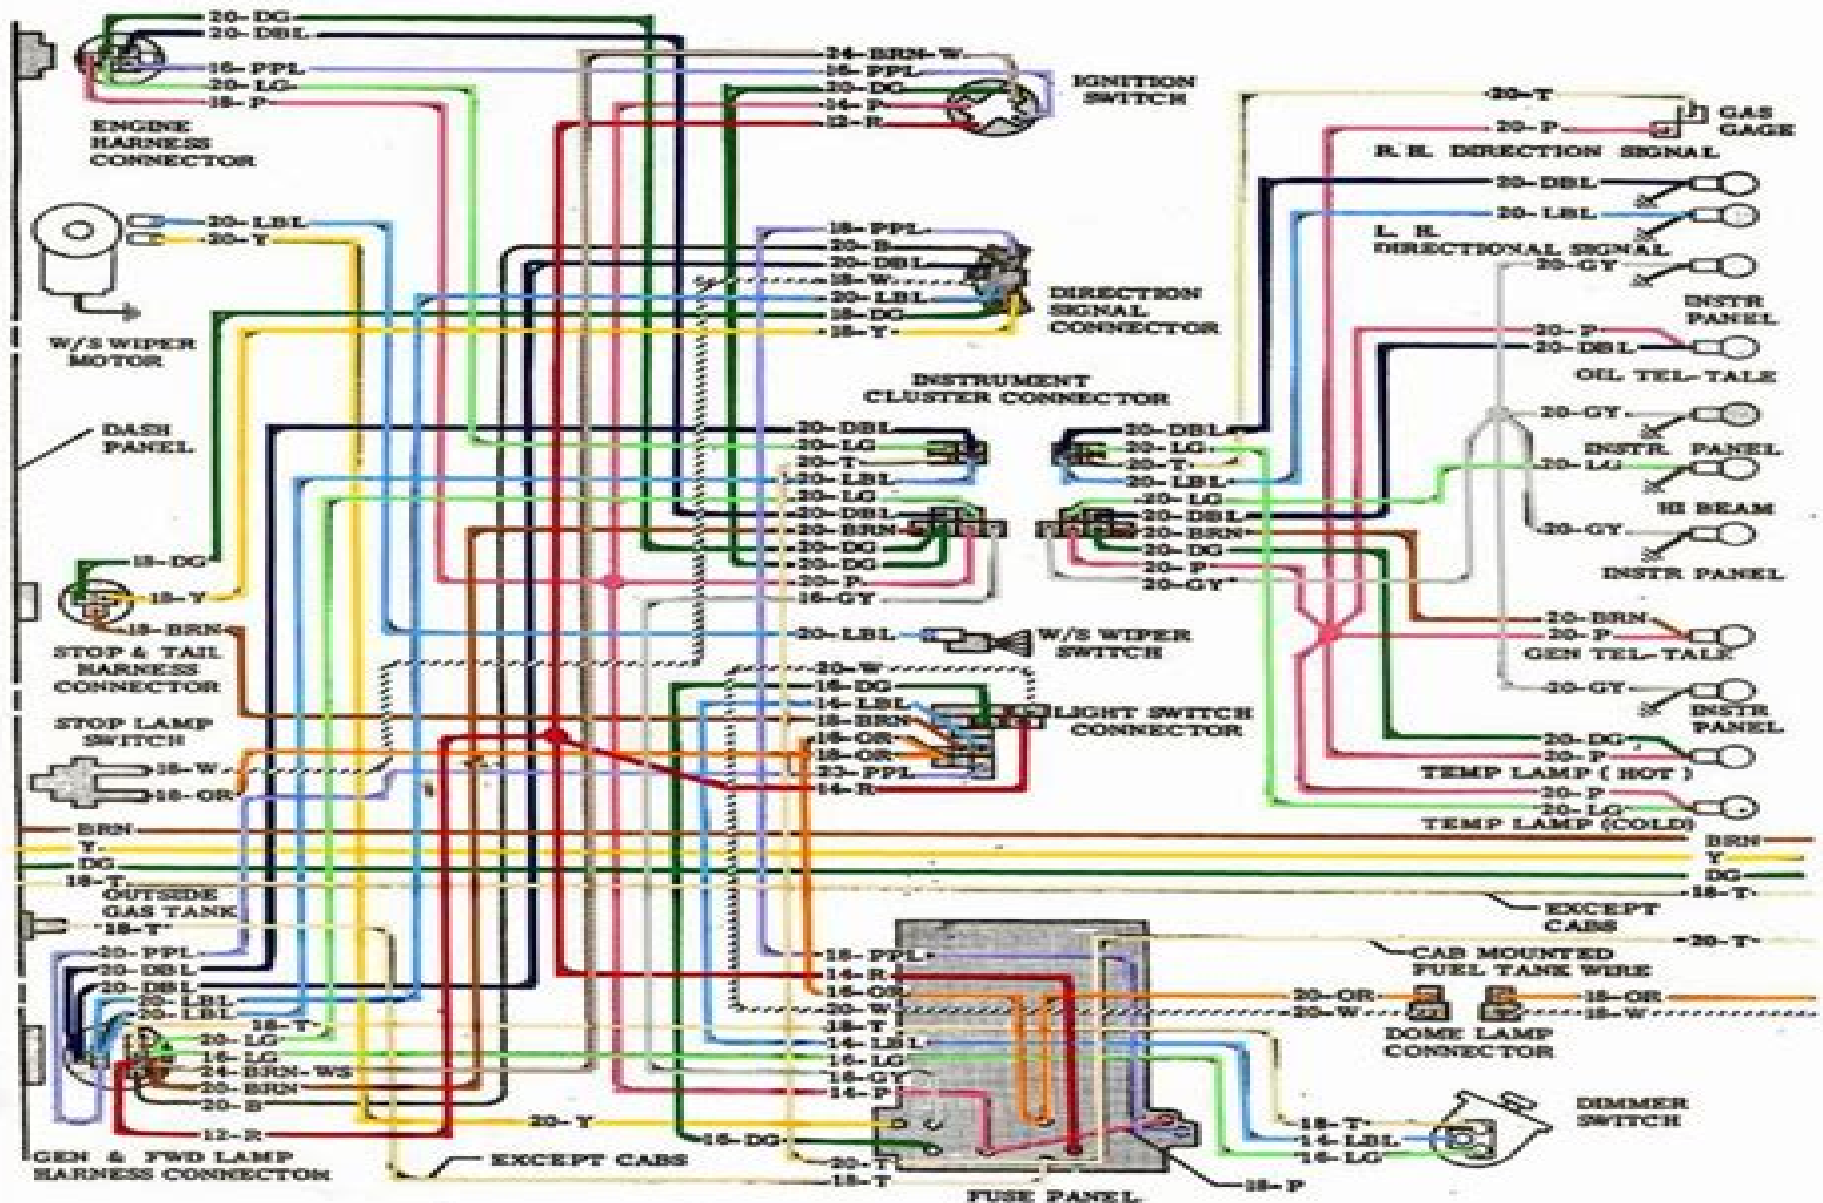 20-DG
20-DBL
16-PPL
20-LG
18-P
ENGINE
HARNESS
CONNECTOR
24-BRN-W
16-PPL
20-DG
14-P
12-R
IGNITION
SWITCH
20-T
20-P
GAS
GAGE
R. H. DIRECTION SIGNAL
20-DBL
20-LBL
L. H.
DIRECTIONAL SIGNAL
20-GY
INSTR
PANEL
20-P
20-DBL
OIL TEL-TALE
20-GY
INSTR. PANEL
20-LG
HI BEAM
20-GY
INSTR PANEL
20-BRN
20-P
GEN TEL-TALE
20-GY
INSTR
PANEL
20-DG
20-P
TEMP LAMP ( HOT )
20-P
20-LG
TEMP LAMP (COLD)
20-LBL
20-Y
W/S WIPER
MOTOR
18-PPL
20-B
20-DBL
18-W
20-LBL
18-DG
18-Y
DIRECTION
SIGNAL
CONNECTOR
INSTRUMENT
CLUSTER CONNECTOR
20-DBL
20-LG
20-T
20-LBL
20-LG
20-DBL
20-BRN
20-DG
20-DG
20-P
16-GY
20-DBL
20-LG
20-T
20-LBL
20-LG
20-DBL
20-BRN
20-DG
20-P
20-GY
DASH
PANEL
18-DG
18-Y
18-BRN
STOP & TAIL
HARNESS
CONNECTOR
20-LBL
W/S WIPER
SWITCH
20-W
16-DG
14-LBL
18-BRN
16-OR
18-OR
PPL
14-R
LIGHT SWITCH
CONNECTOR
STOP LAMP
SWITCH
18-W
18-OR
BRN
Y
DG
18-T
BRN
Y
DG
18-T
OUTSIDE
GAS TANK
18-T
EXCEPT
CABS
20-T
CAB MOUNTED
FUEL TANK WIRE
20-PPL
20-DBL
20-DBL
20-LBL
20-LBL
18-T
20-LG
16-LG
24-BRN-WS
20-BRN
20-B
12-R
GEN & FWD LAMP
HARNESS CONNECTOR
20-Y
16-DG
EXCEPT CABS
18-PPL
14-R
16-OR
20-W
18-T
14-LBL
16-LG
16-GY
14-P
20-T
18-T
FUSE PANEL
18-P
20-OR
20-W
18-OR
18-W
DOME LAMP
CONNECTOR
18-T
14-LBL
16-LG
DIMMER
SWITCH